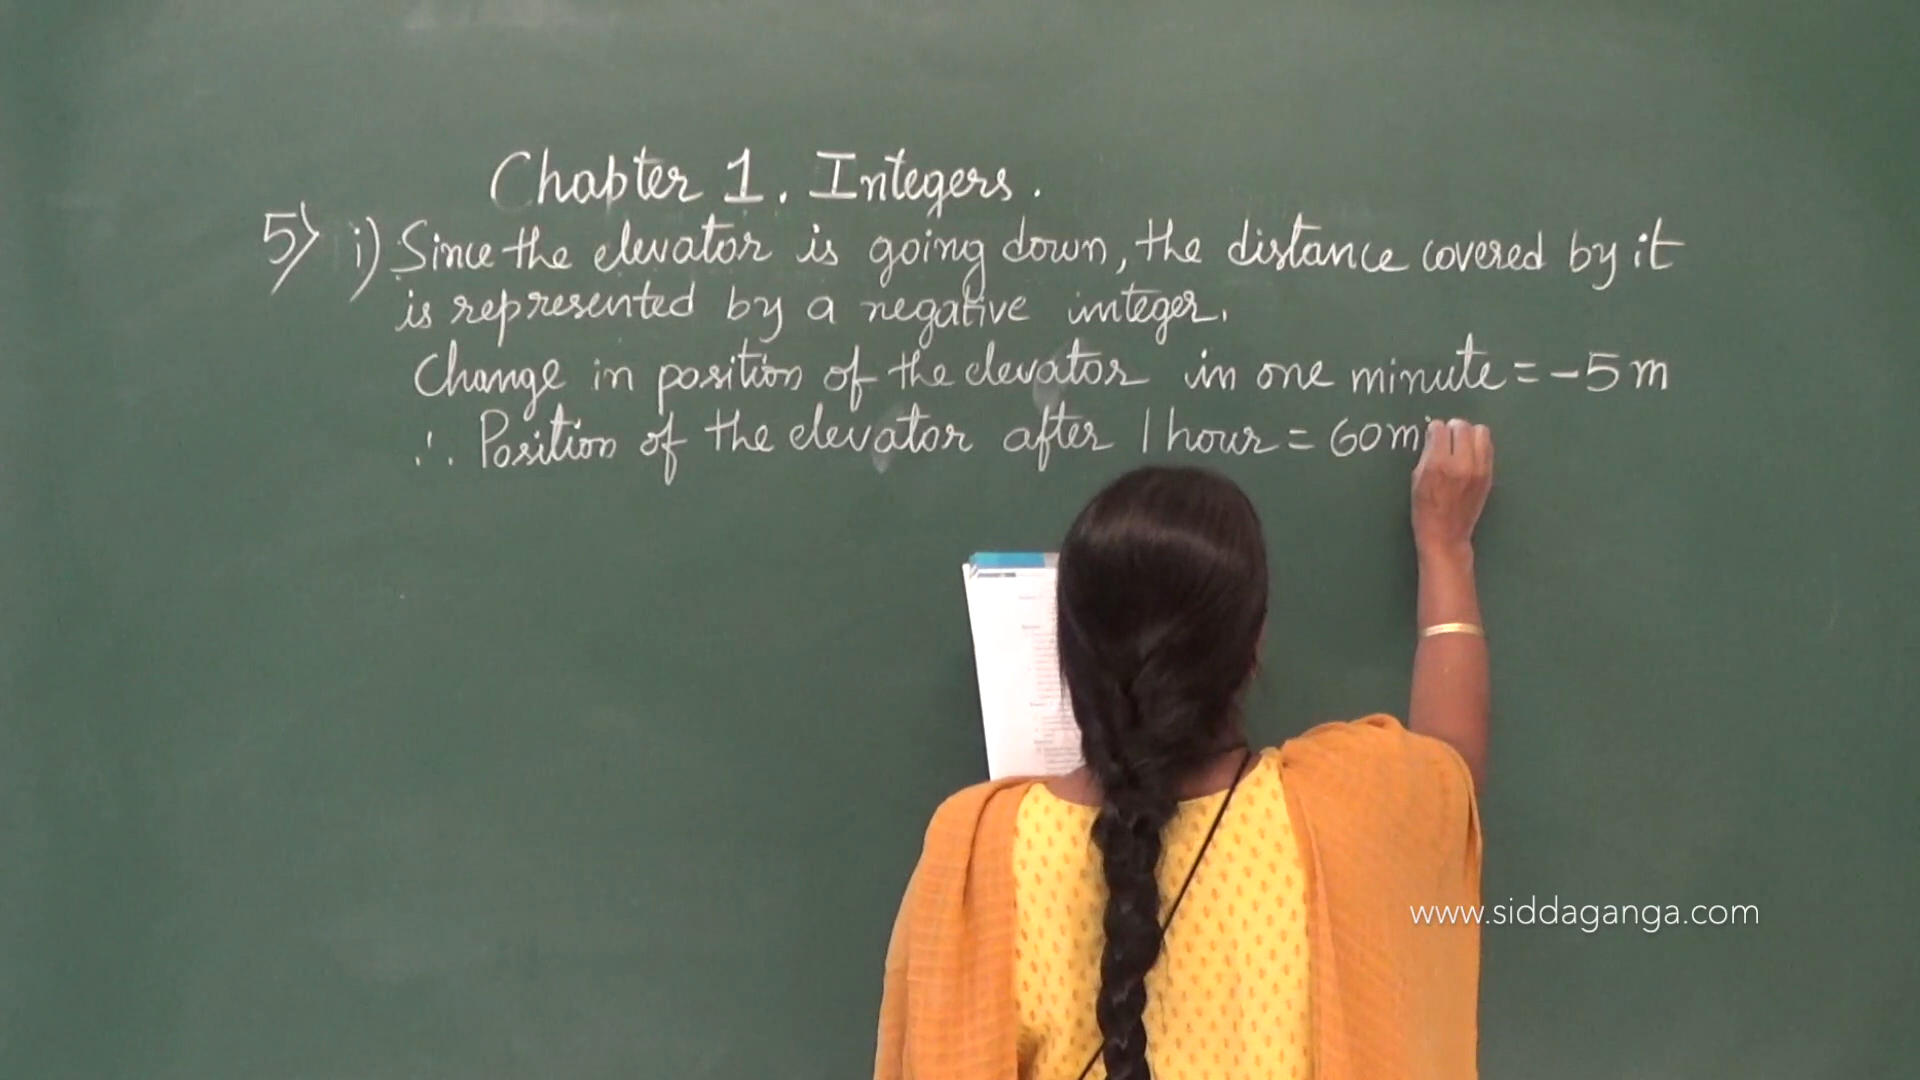 Chapter 1. Integers.
5) i) Since the elevator is going down, the distance covered by it
is represented by a negative integer.
Change in position of the elevator in one minute = -5 m
∴ Position of the elevator after 1 hour = 60 min
www.siddaganga.com